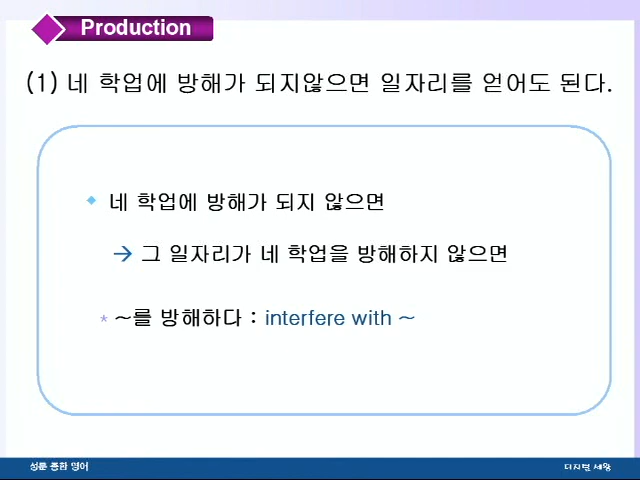 Production
(1) 네 학업에 방해가 되지않으면 일자리를 얻어도 된다.
네 학업에 방해가 되지 않으면
→ 그 일자리가 네 학업을 방해하지 않으면
* ~를 방해하다 : interfere with ~
성문 종합 영어
디지털 세왕